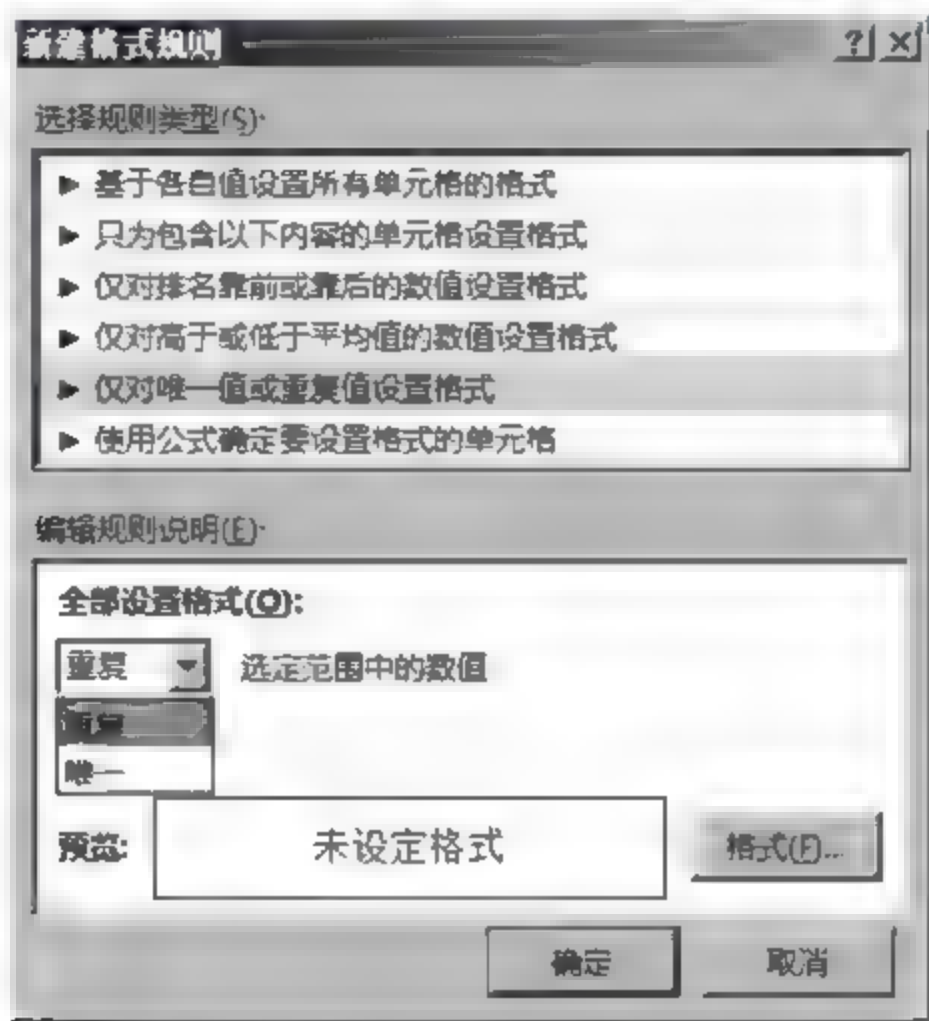 新建格式规则
选择规则类型(S):
► 基于各自值设置所有单元格的格式
► 只为包含以下内容的单元格设置格式
► 仅对排名靠前或靠后的数值设置格式
► 仅对高于或低于平均值的数值设置格式
► 仅对唯一值或重复值设置格式
► 使用公式确定要设置格式的单元格
编辑规则说明(E):
全部设置格式(O):
重复 选定范围中的数值
重复
唯一
预览: 未设定格式 格式(F)...
确定 取消